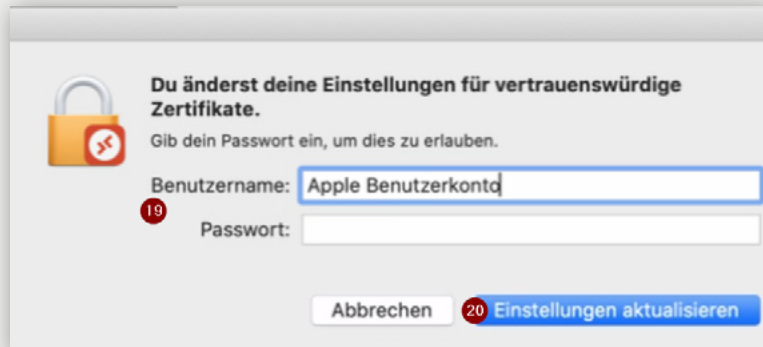 Du änderst deine Einstellungen für vertrauenswürdige
Zertifikate.
Gib dein Passwort ein, um dies zu erlauben.
Benutzername: Apple Benutzerkonto
19
Passwort:
Abbrechen 20 Einstellungen aktualisieren